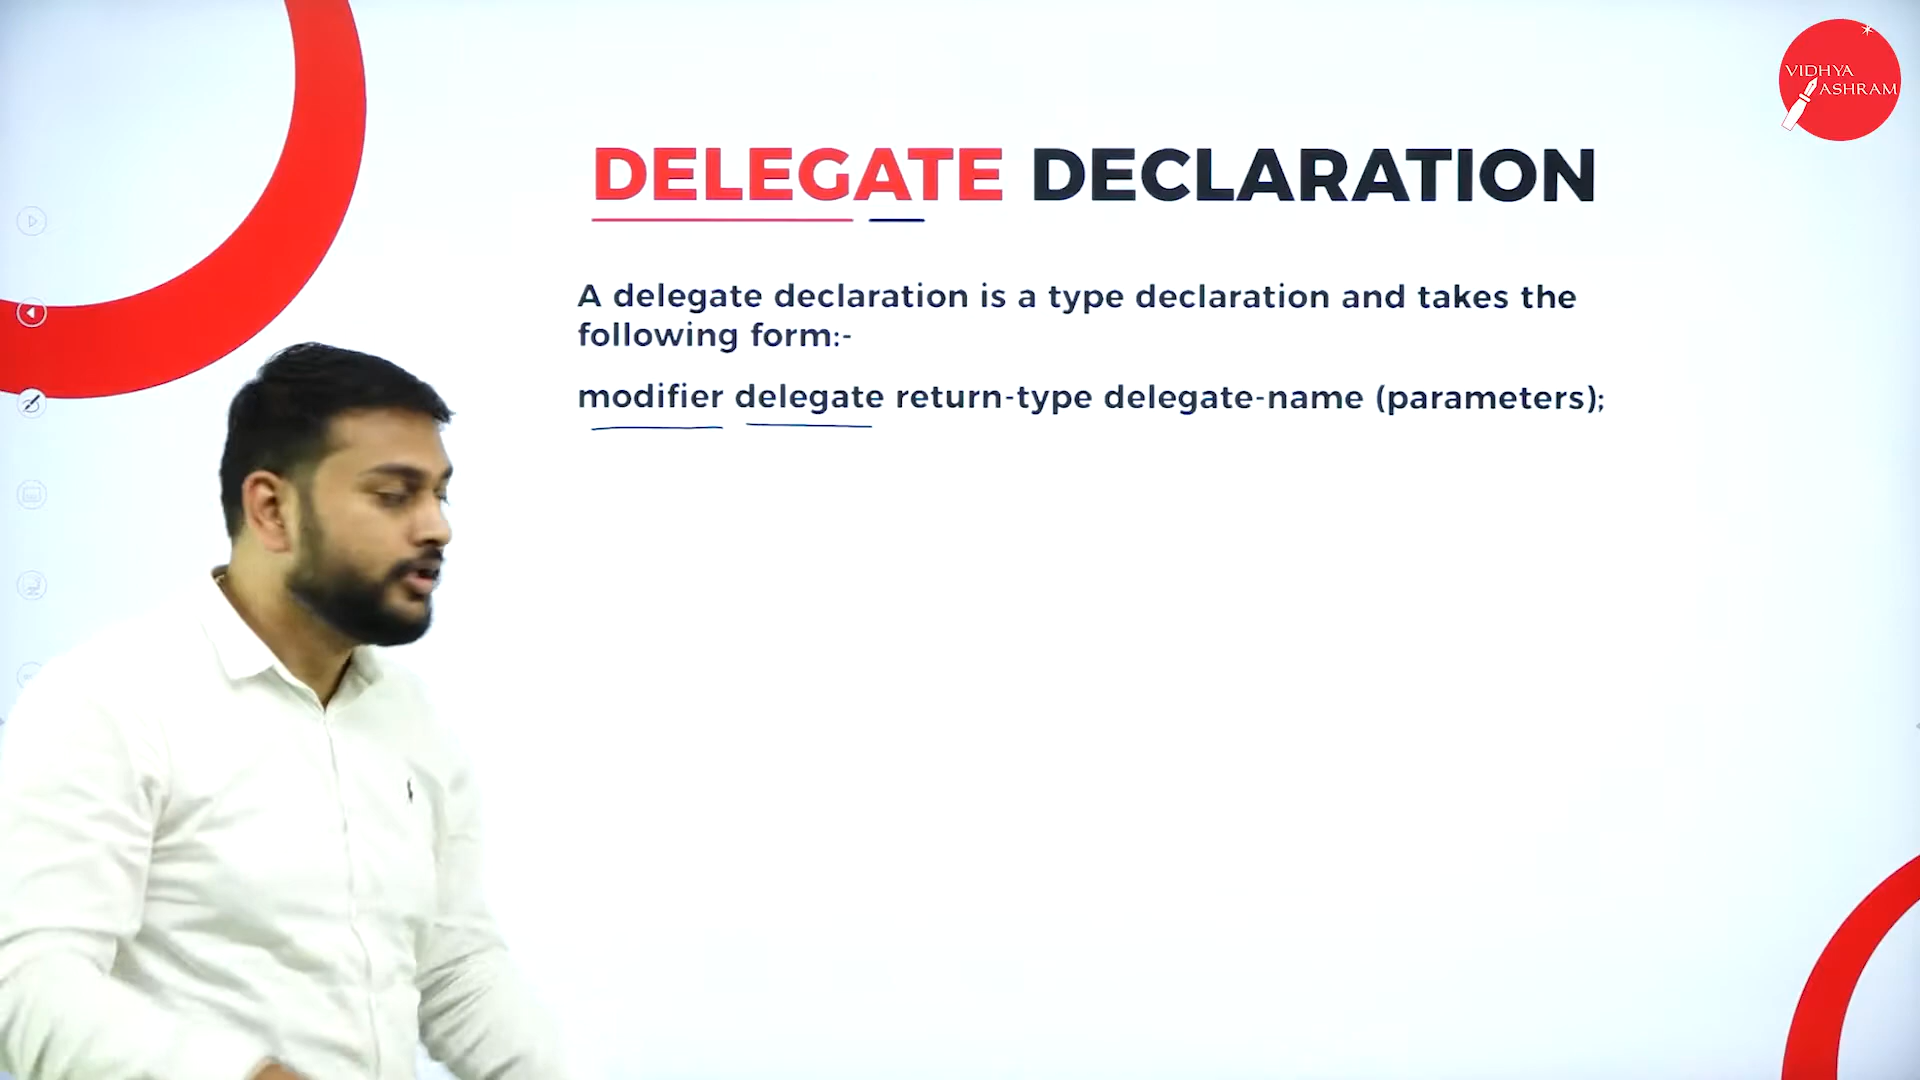 VIDHYA
ASHRAM
DELEGATE DECLARATION
A delegate declaration is a type declaration and takes the
following form:-
modifier delegate return-type delegate-name (parameters);